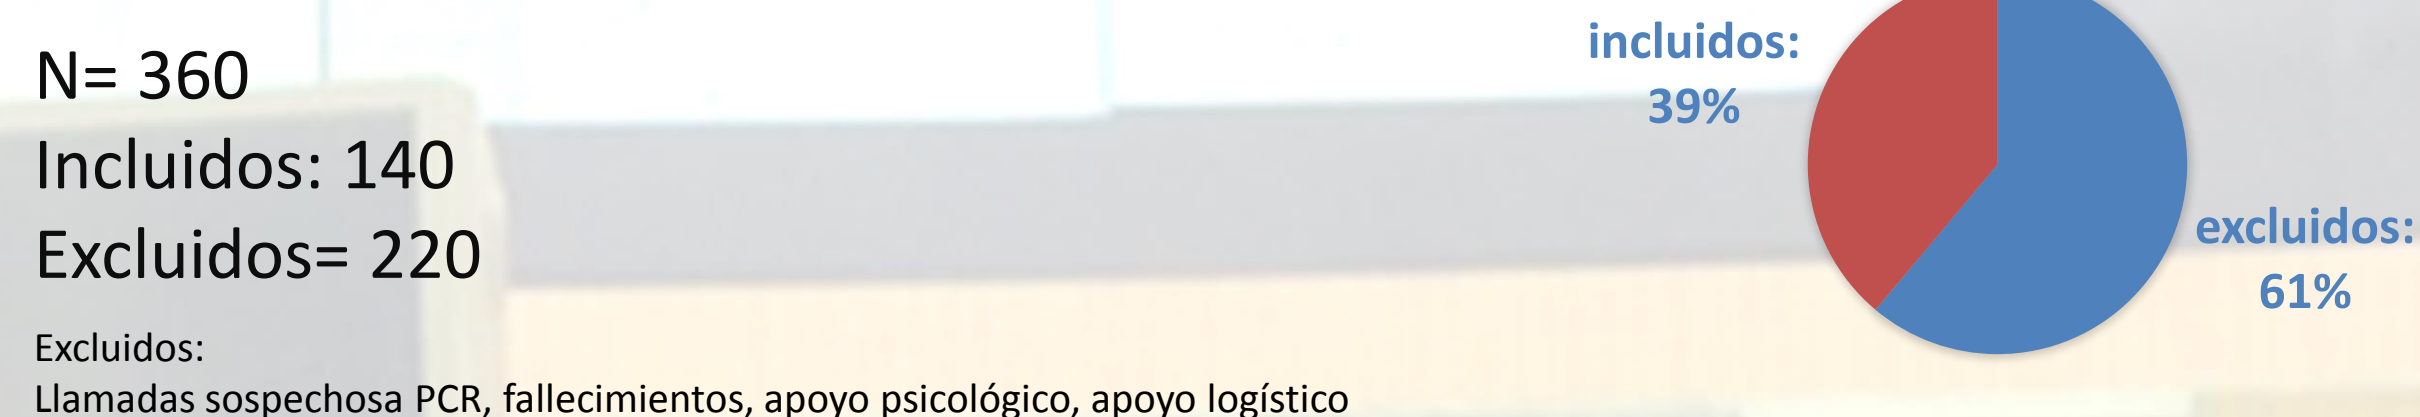 N= 360
Incluidos: 140
Excluidos= 220
Excluidos:
Llamadas sospechosa PCR, fallecimientos, apoyo psicológico, apoyo logístico
incluidos:
39%
excluidos:
61%